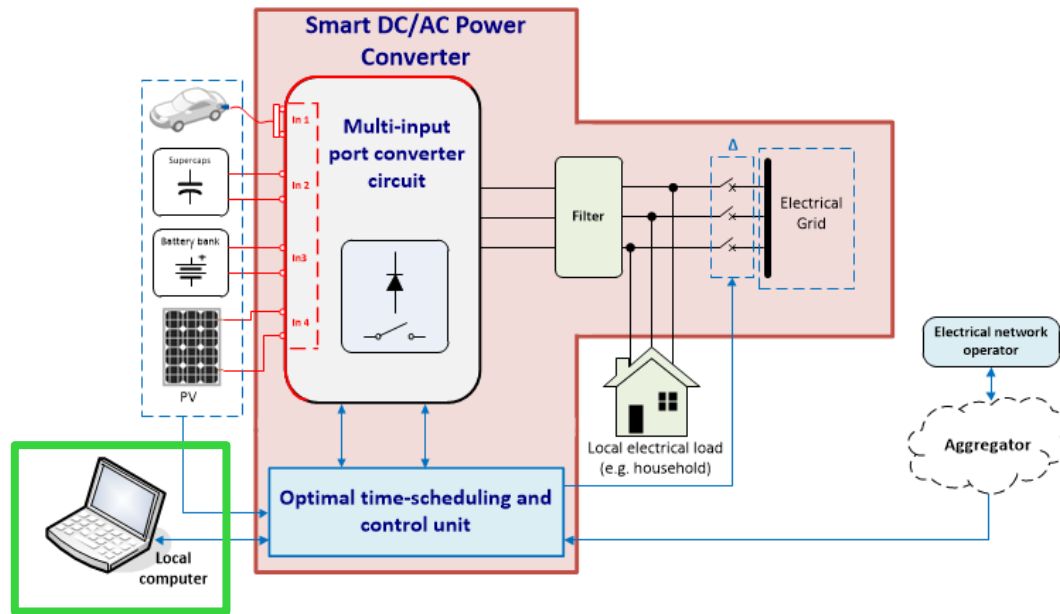 Smart DC/AC Power
Converter
In 1
Multi-input
port converter
circuit
Supercaps
In 2
Battery bank
+
In3
In 4
PV
Filter
Δ
Electrical
Grid
Local electrical load
(e.g. household)
Electrical network
operator
Aggregator
Optimal time-scheduling and
control unit
Local
computer